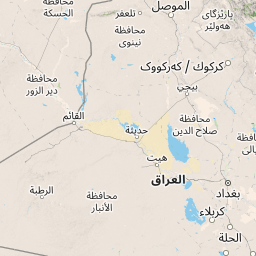 الموصل
محافظة
الحسكة
تلعفر
پارێزگای
هەولێر
محافظة
نينوى
كركوك / کەرکووک
محافظة
دير الزور
بيجي
القائم
حديثة
محافظة
صلاح الدين
هيت
العراق
الرطبة
محافظة
الأنبار
بغداد
كربلاء
الحلة